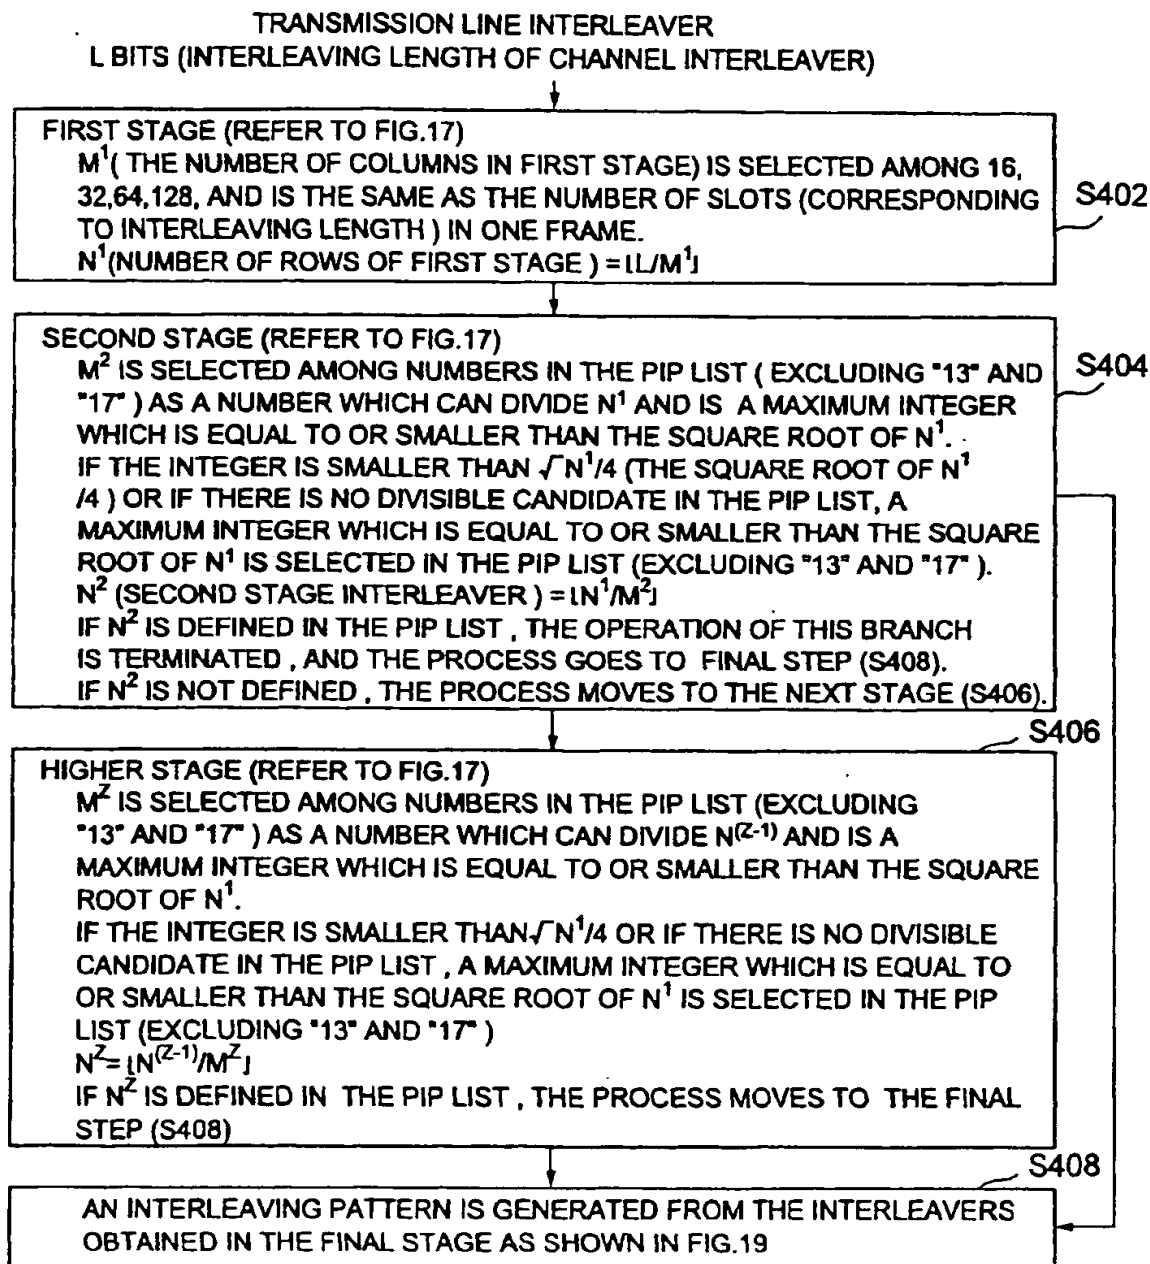 TRANSMISSION LINE INTERLEAVER
L BITS (INTERLEAVING LENGTH OF CHANNEL INTERLEAVER)
FIRST STAGE (REFER TO FIG.17)
M¹( THE NUMBER OF COLUMNS IN FIRST STAGE) IS SELECTED AMONG 16,
32,64,128, AND IS THE SAME AS THE NUMBER OF SLOTS (CORRESPONDING
TO INTERLEAVING LENGTH ) IN ONE FRAME.
N¹(NUMBER OF ROWS OF FIRST STAGE ) = ⌊L/M¹⌋
S402
SECOND STAGE (REFER TO FIG.17)
M² IS SELECTED AMONG NUMBERS IN THE PIP LIST ( EXCLUDING "13" AND
"17" ) AS A NUMBER WHICH CAN DIVIDE N¹ AND IS A MAXIMUM INTEGER
WHICH IS EQUAL TO OR SMALLER THAN THE SQUARE ROOT OF N¹.
IF THE INTEGER IS SMALLER THAN √N¹/4 (THE SQUARE ROOT OF N¹
/4 ) OR IF THERE IS NO DIVISIBLE CANDIDATE IN THE PIP LIST, A
MAXIMUM INTEGER WHICH IS EQUAL TO OR SMALLER THAN THE SQUARE
ROOT OF N¹ IS SELECTED IN THE PIP LIST (EXCLUDING "13" AND "17" ).
N² (SECOND STAGE INTERLEAVER ) = ⌊N¹/M²⌋
IF N² IS DEFINED IN THE PIP LIST , THE OPERATION OF THIS BRANCH
IS TERMINATED , AND THE PROCESS GOES TO FINAL STEP (S408).
IF N² IS NOT DEFINED , THE PROCESS MOVES TO THE NEXT STAGE (S406).
S404
S406
HIGHER STAGE (REFER TO FIG.17)
M^Z IS SELECTED AMONG NUMBERS IN THE PIP LIST (EXCLUDING
"13" AND "17" ) AS A NUMBER WHICH CAN DIVIDE N^(Z-1) AND IS A
MAXIMUM INTEGER WHICH IS EQUAL TO OR SMALLER THAN THE SQUARE
ROOT OF N¹.
IF THE INTEGER IS SMALLER THAN √N¹/4 OR IF THERE IS NO DIVISIBLE
CANDIDATE IN THE PIP LIST , A MAXIMUM INTEGER WHICH IS EQUAL TO
OR SMALLER THAN THE SQUARE ROOT OF N¹ IS SELECTED IN THE PIP
LIST (EXCLUDING "13" AND "17" )
N^Z= ⌊N^(Z-1)/M^Z⌋
IF N^Z IS DEFINED IN THE PIP LIST , THE PROCESS MOVES TO THE FINAL
STEP (S408)
S408
AN INTERLEAVING PATTERN IS GENERATED FROM THE INTERLEAVERS
OBTAINED IN THE FINAL STAGE AS SHOWN IN FIG.19